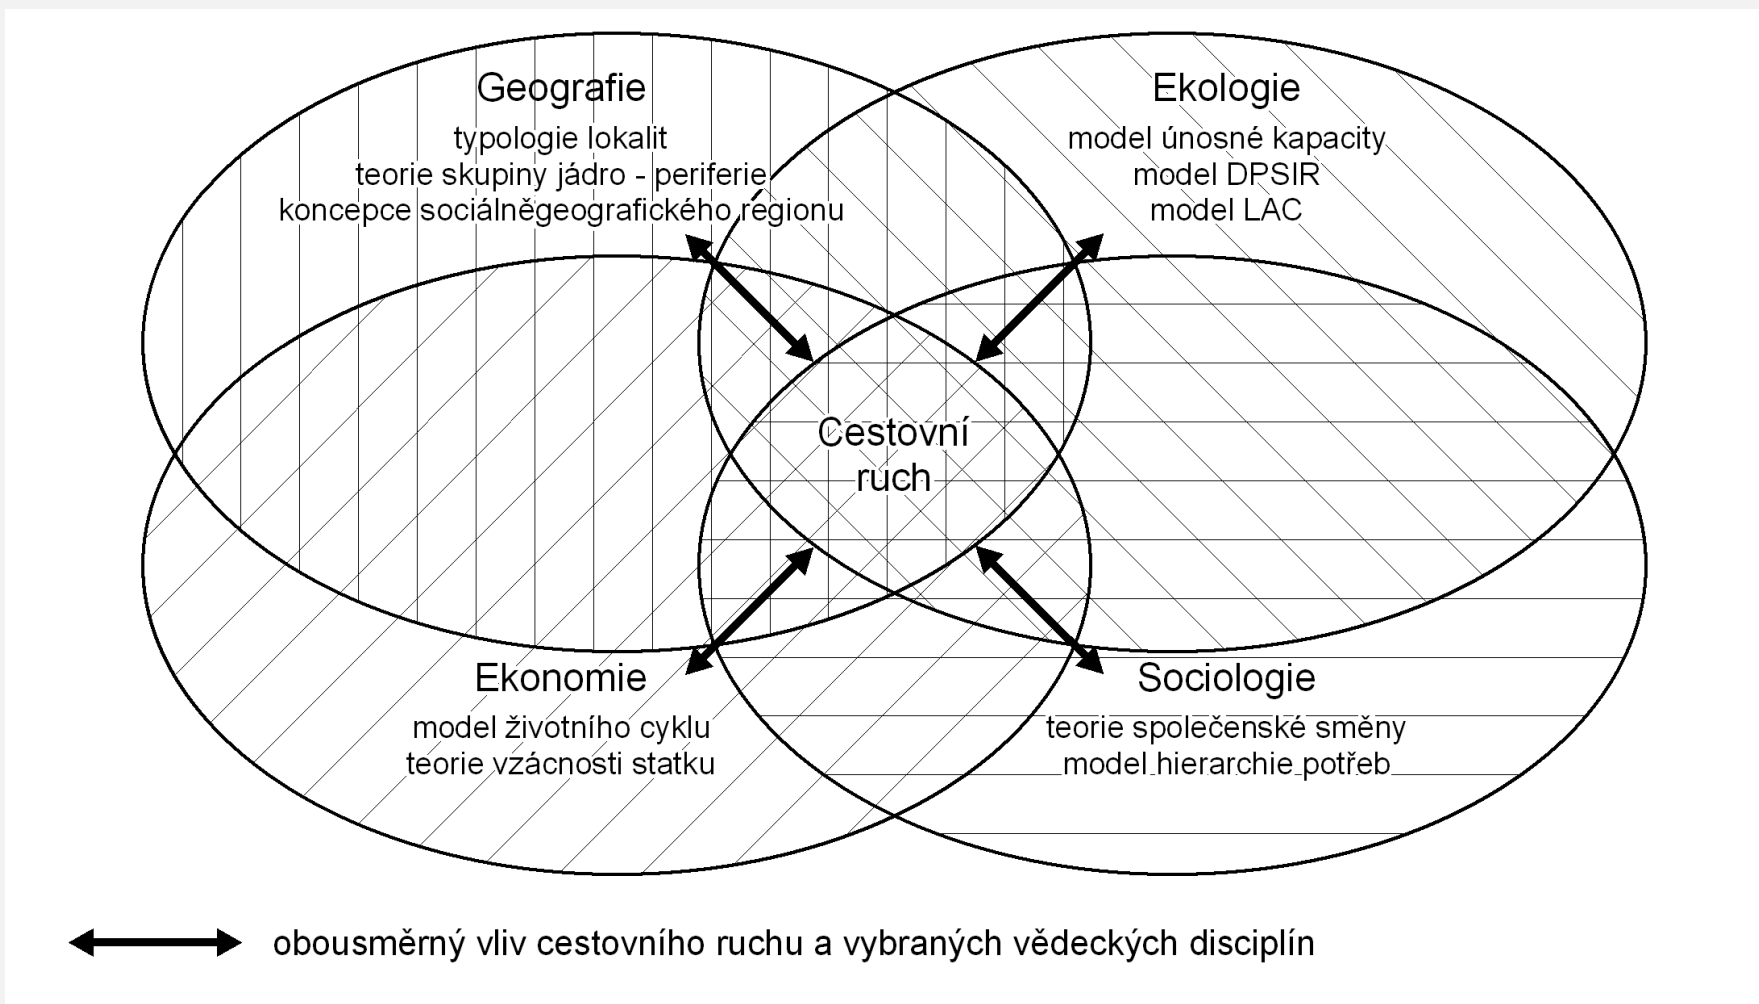 Geografie
typologie lokalit
teorie skupiny jádro - periferie
koncepce sociálněgeografického regionu
Ekologie
model únosné kapacity
model DPSIR
model LAC
Cestovní
ruch
Ekonomie
model životního cyklu
teorie vzácnosti statku
Sociologie
teorie společenské směny
model hierarchie potřeb
obousměrný vliv cestovního ruchu a vybraných vědeckých disciplín